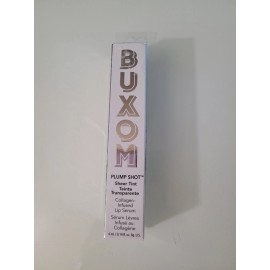 BUXOM
PLUMP SHOT™
Sheer Tint
Teinte
Transparente
Collagen-
Infused
Lip Serum
Sérum Lèvres
Infusé au
Collagène